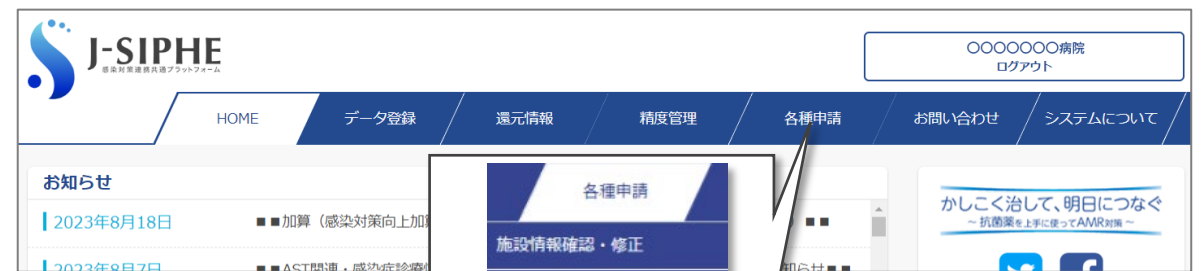 J-SIPHE
感染対策連携共通プラットフォーム
〇〇〇〇〇〇〇病院
ログアウト
HOME
データ登録
還元情報
精度管理
各種申請
お問い合わせ
システムについて
お知らせ
2023年8月18日
■■加算（感染対策向上加
■■
2023年8月7日
■■AST関連・感染症診療
知らせ■■
各種申請
施設情報確認・修正
かしこく治して、明日につなぐ
～抗菌薬を上手に使ってAMR対策～